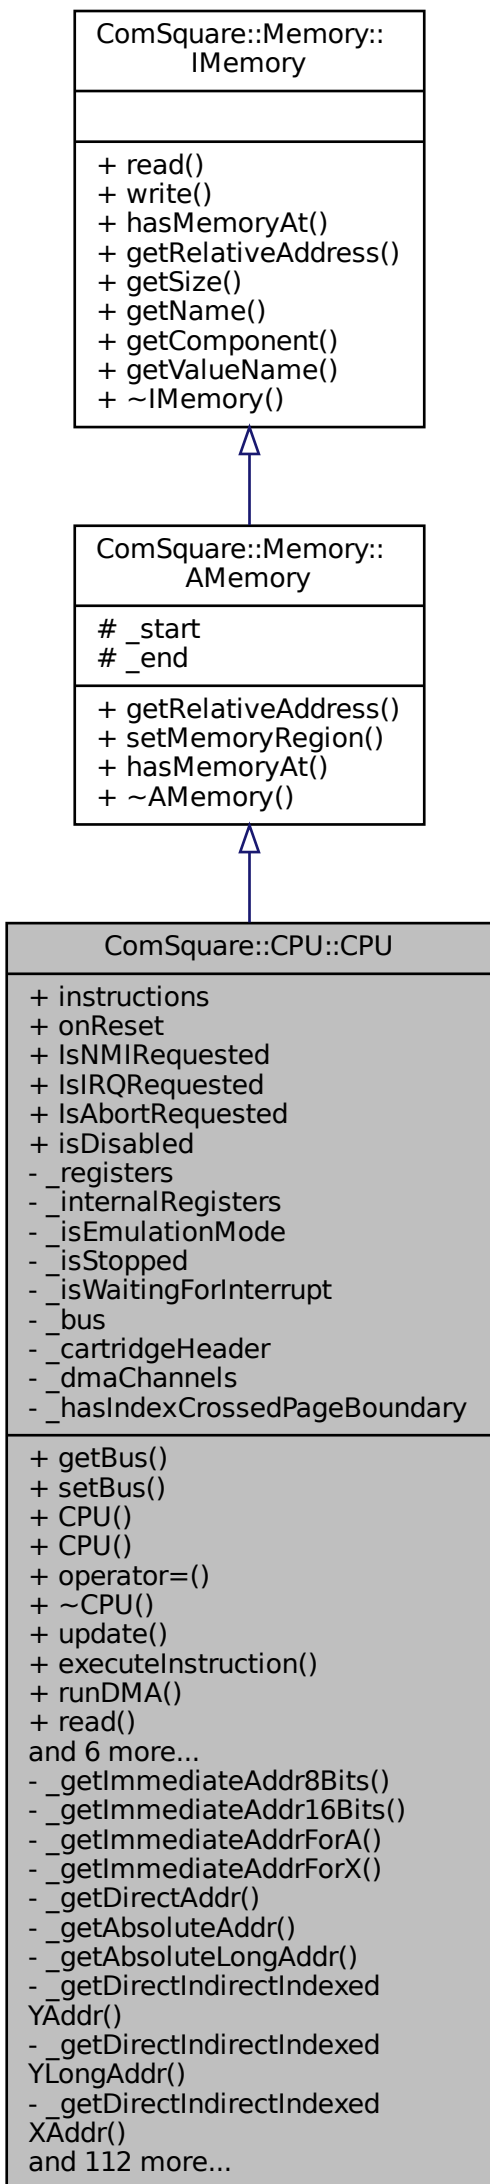 ComSquare::Memory::
IMemory
+ read()
+ write()
+ hasMemoryAt()
+ getRelativeAddress()
+ getSize()
+ getName()
+ getComponent()
+ getValueName()
+ ~IMemory()
ComSquare::Memory::
AMemory
# _start
# _end
+ getRelativeAddress()
+ setMemoryRegion()
+ hasMemoryAt()
+ ~AMemory()
ComSquare::CPU::CPU
+ instructions
+ onReset
+ IsNMIRequested
+ IsIRQRequested
+ IsAbortRequested
+ isDisabled
- _registers
- _internalRegisters
- _isEmulationMode
- _isStopped
- _isWaitingForInterrupt
- _bus
- _cartridgeHeader
- _dmaChannels
- _hasIndexCrossedPageBoundary
+ getBus()
+ setBus()
+ CPU()
+ CPU()
+ operator=()
+ ~CPU()
+ update()
+ executeInstruction()
+ runDMA()
+ read()
and 6 more...
- _getImmediateAddr8Bits()
- _getImmediateAddr16Bits()
- _getImmediateAddrForA()
- _getImmediateAddrForX()
- _getDirectAddr()
- _getAbsoluteAddr()
- _getAbsoluteLongAddr()
- _getDirectIndirectIndexed
YAddr()
- _getDirectIndirectIndexed
YLongAddr()
- _getDirectIndirectIndexed
XAddr()
and 112 more...